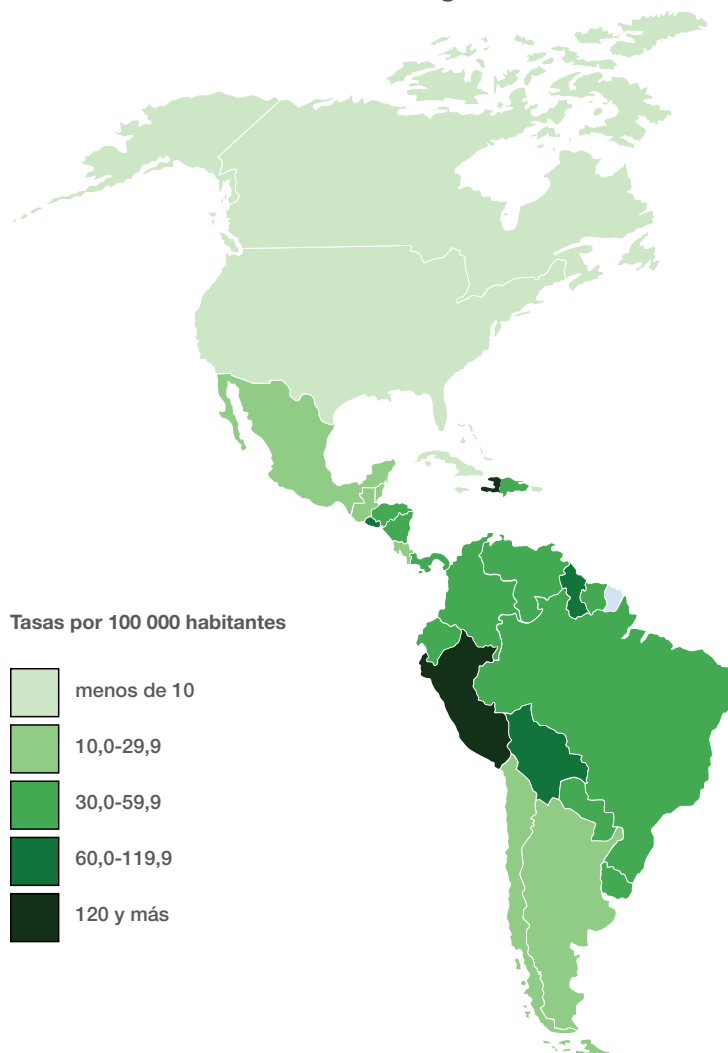 Tasas por 100 000 habitantes
menos de 10
10,0-29,9
30,0-59,9
60,0-119,9
120 y más